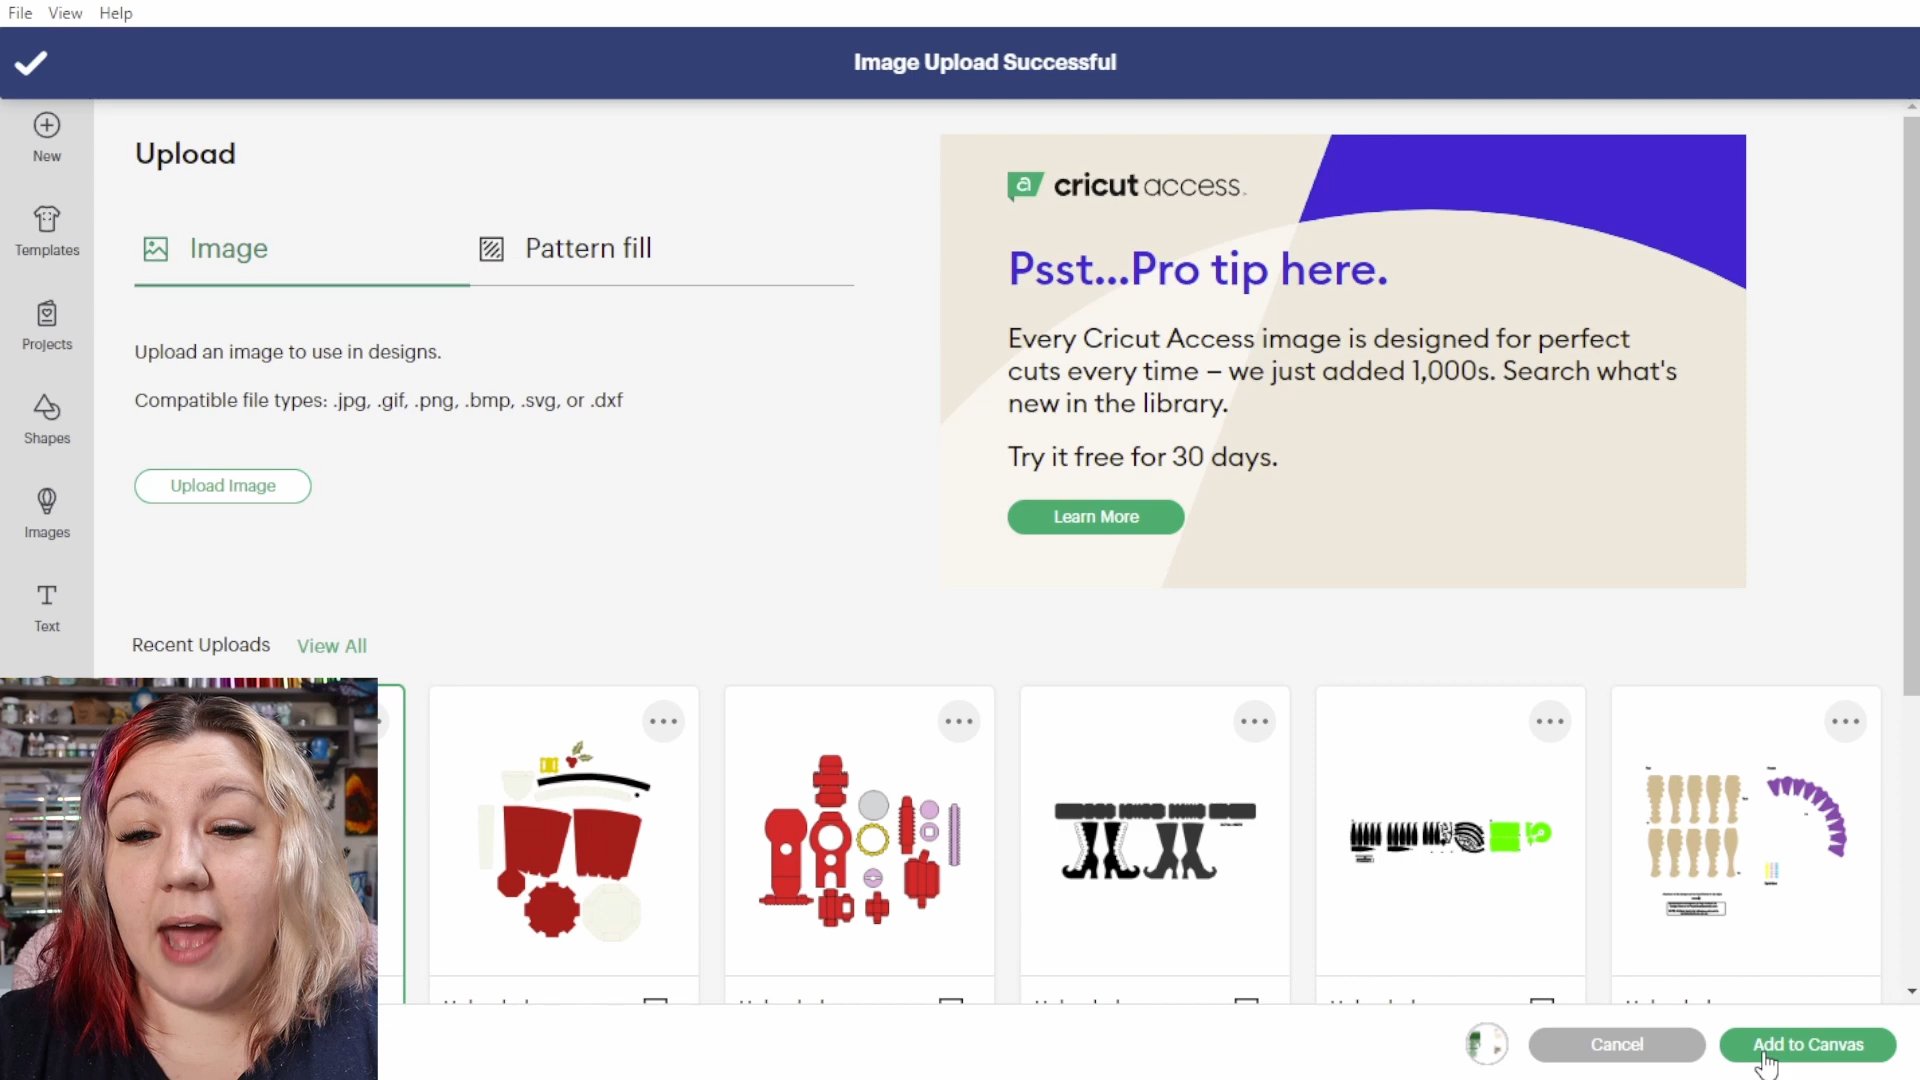 File View Help
Image Upload Successful
New
Templates
Projects
Shapes
Images
Text
Upload
Image
Pattern fill
Upload an image to use in designs.
Compatible file types: .jpg, .gif, .png, .bmp, .svg, or .dxf
Upload Image
a cricut access
Psst...Pro tip here.
Every Cricut Access image is designed for perfect
cuts every time – we just added 1,000s. Search what's
new in the library.
Try it free for 30 days.
Learn More
Recent Uploads View All
Cancel
Add to Canvas